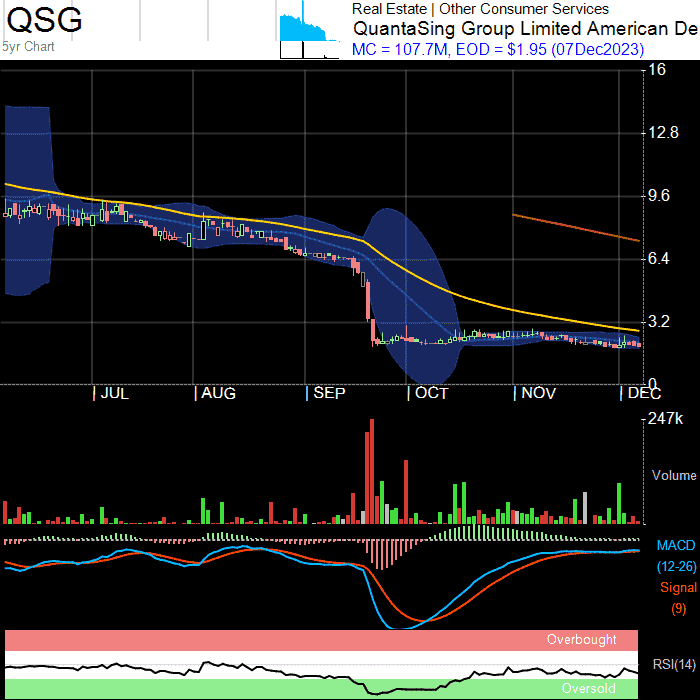 QSG
5yr Chart
Real Estate | Other Consumer Services
QuantaSing Group Limited American De
MC = 107.7M, EOD = $1.95 (07Dec2023)
16
12.8
9.6
6.4
3.2
0
JUL
AUG
SEP
OCT
NOV
DEC
247k
Volume
MACD
(12-26)
Signal
(9)
Overbought
RSI(14)
Oversold